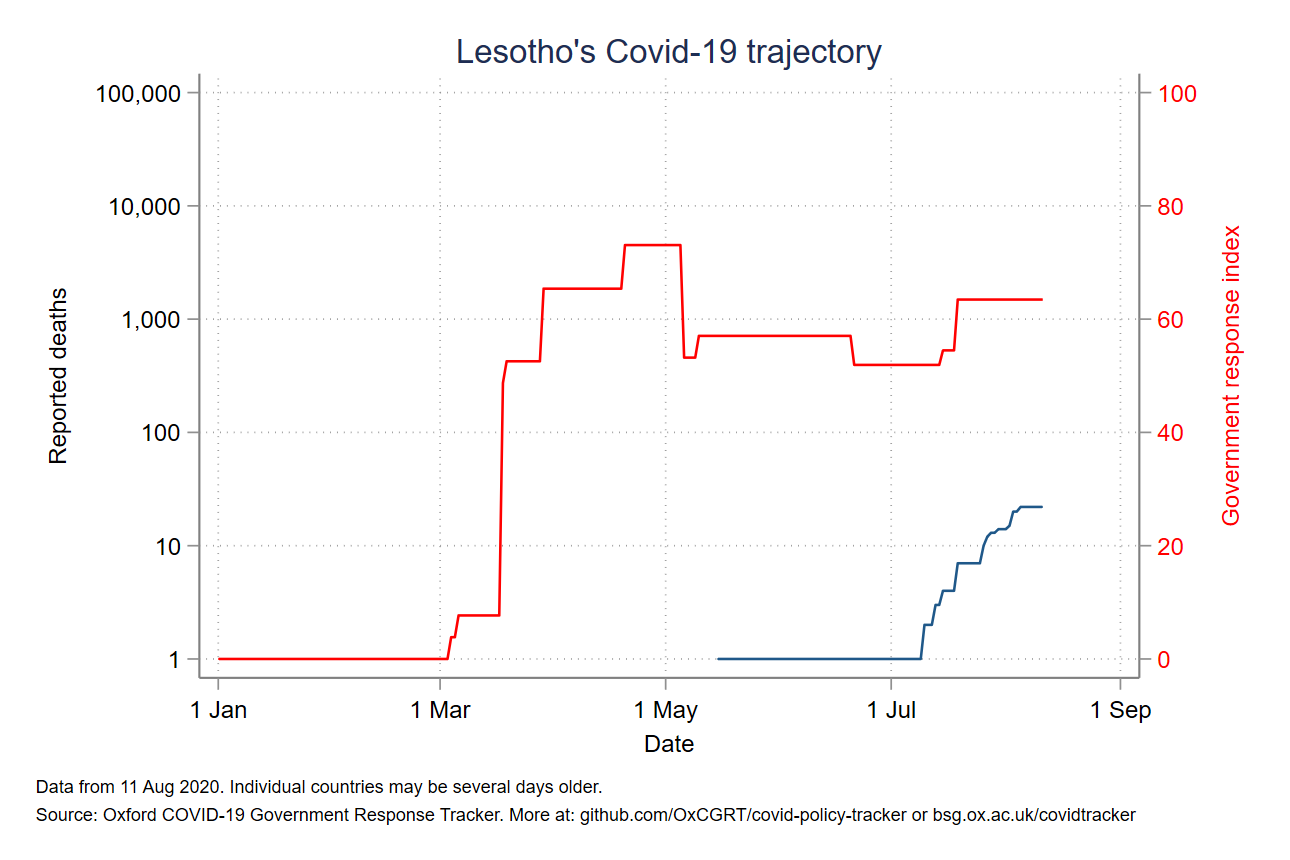 Lesotho's Covid-19 trajectory
100,000
10,000
1,000
100
10
1
Reported deaths
100
80
60
40
20
0
Government response index
1 Jan
1 Mar
1 May
1 Jul
1 Sep
Date
Data from 11 Aug 2020. Individual countries may be several days older.
Source: Oxford COVID-19 Government Response Tracker. More at: github.com/OxCGRT/covid-policy-tracker or bsg.ox.ac.uk/covidtracker